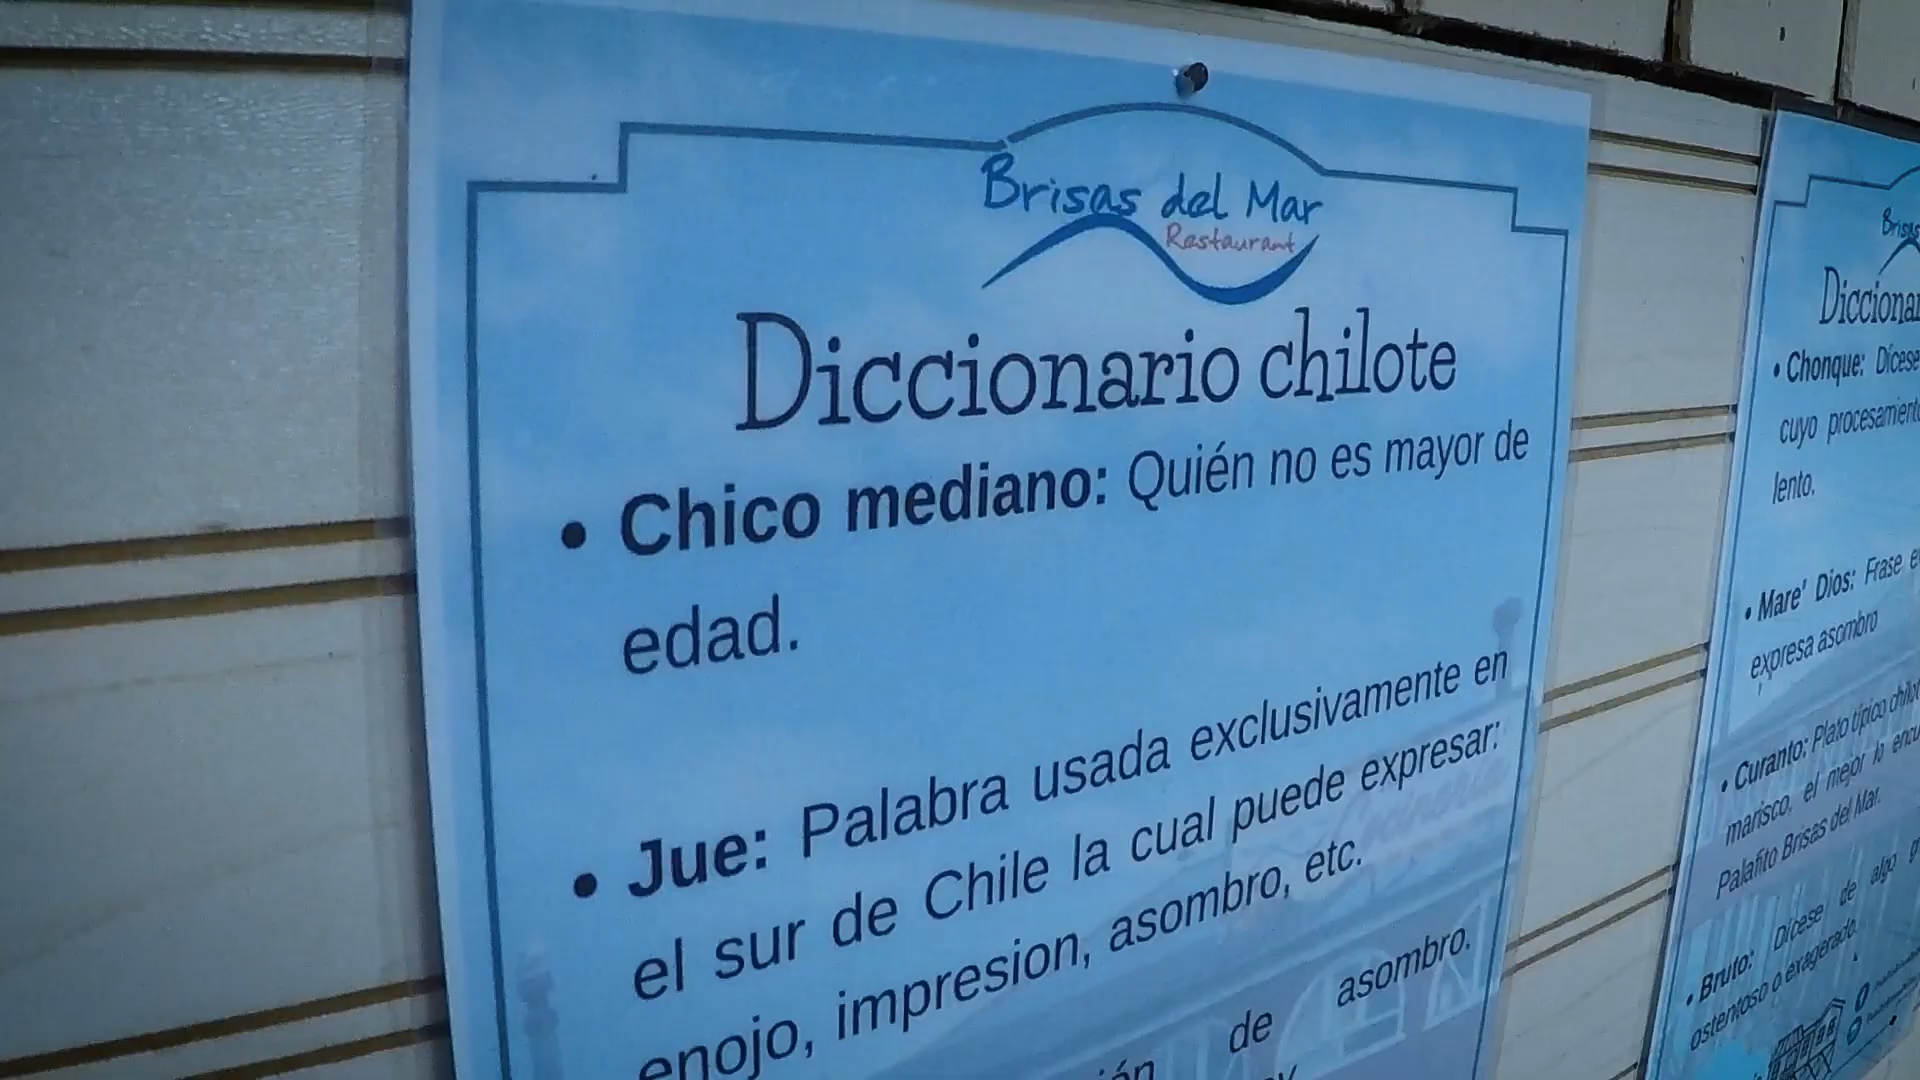 Brisas del Mar
Restaurant
Diccionario chilote
• Chico mediano: Quién no es mayor de
edad.
• Jue: Palabra usada exclusivamente en
el sur de Chile la cual puede expresar:
enojo, impresion, asombro, etc.
de asombro.
Brisas
• Chonque: Dícese
cuyo procesamiento
lento.
• Mare' Dios: Frase
expresa asombro
• Curanto: Plato típico
marisco, el mejor lo
Palafito Brisas del Mar.
• Bruto: Dícese de algo
ostentoso o exagerado.